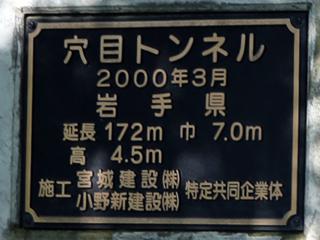 穴目トンネル
2000年3月
岩手県
延長 172m 巾 7.0m
高 4.5m
施工 宮城建設㈱ 特定共同企業体
小野新建設㈱